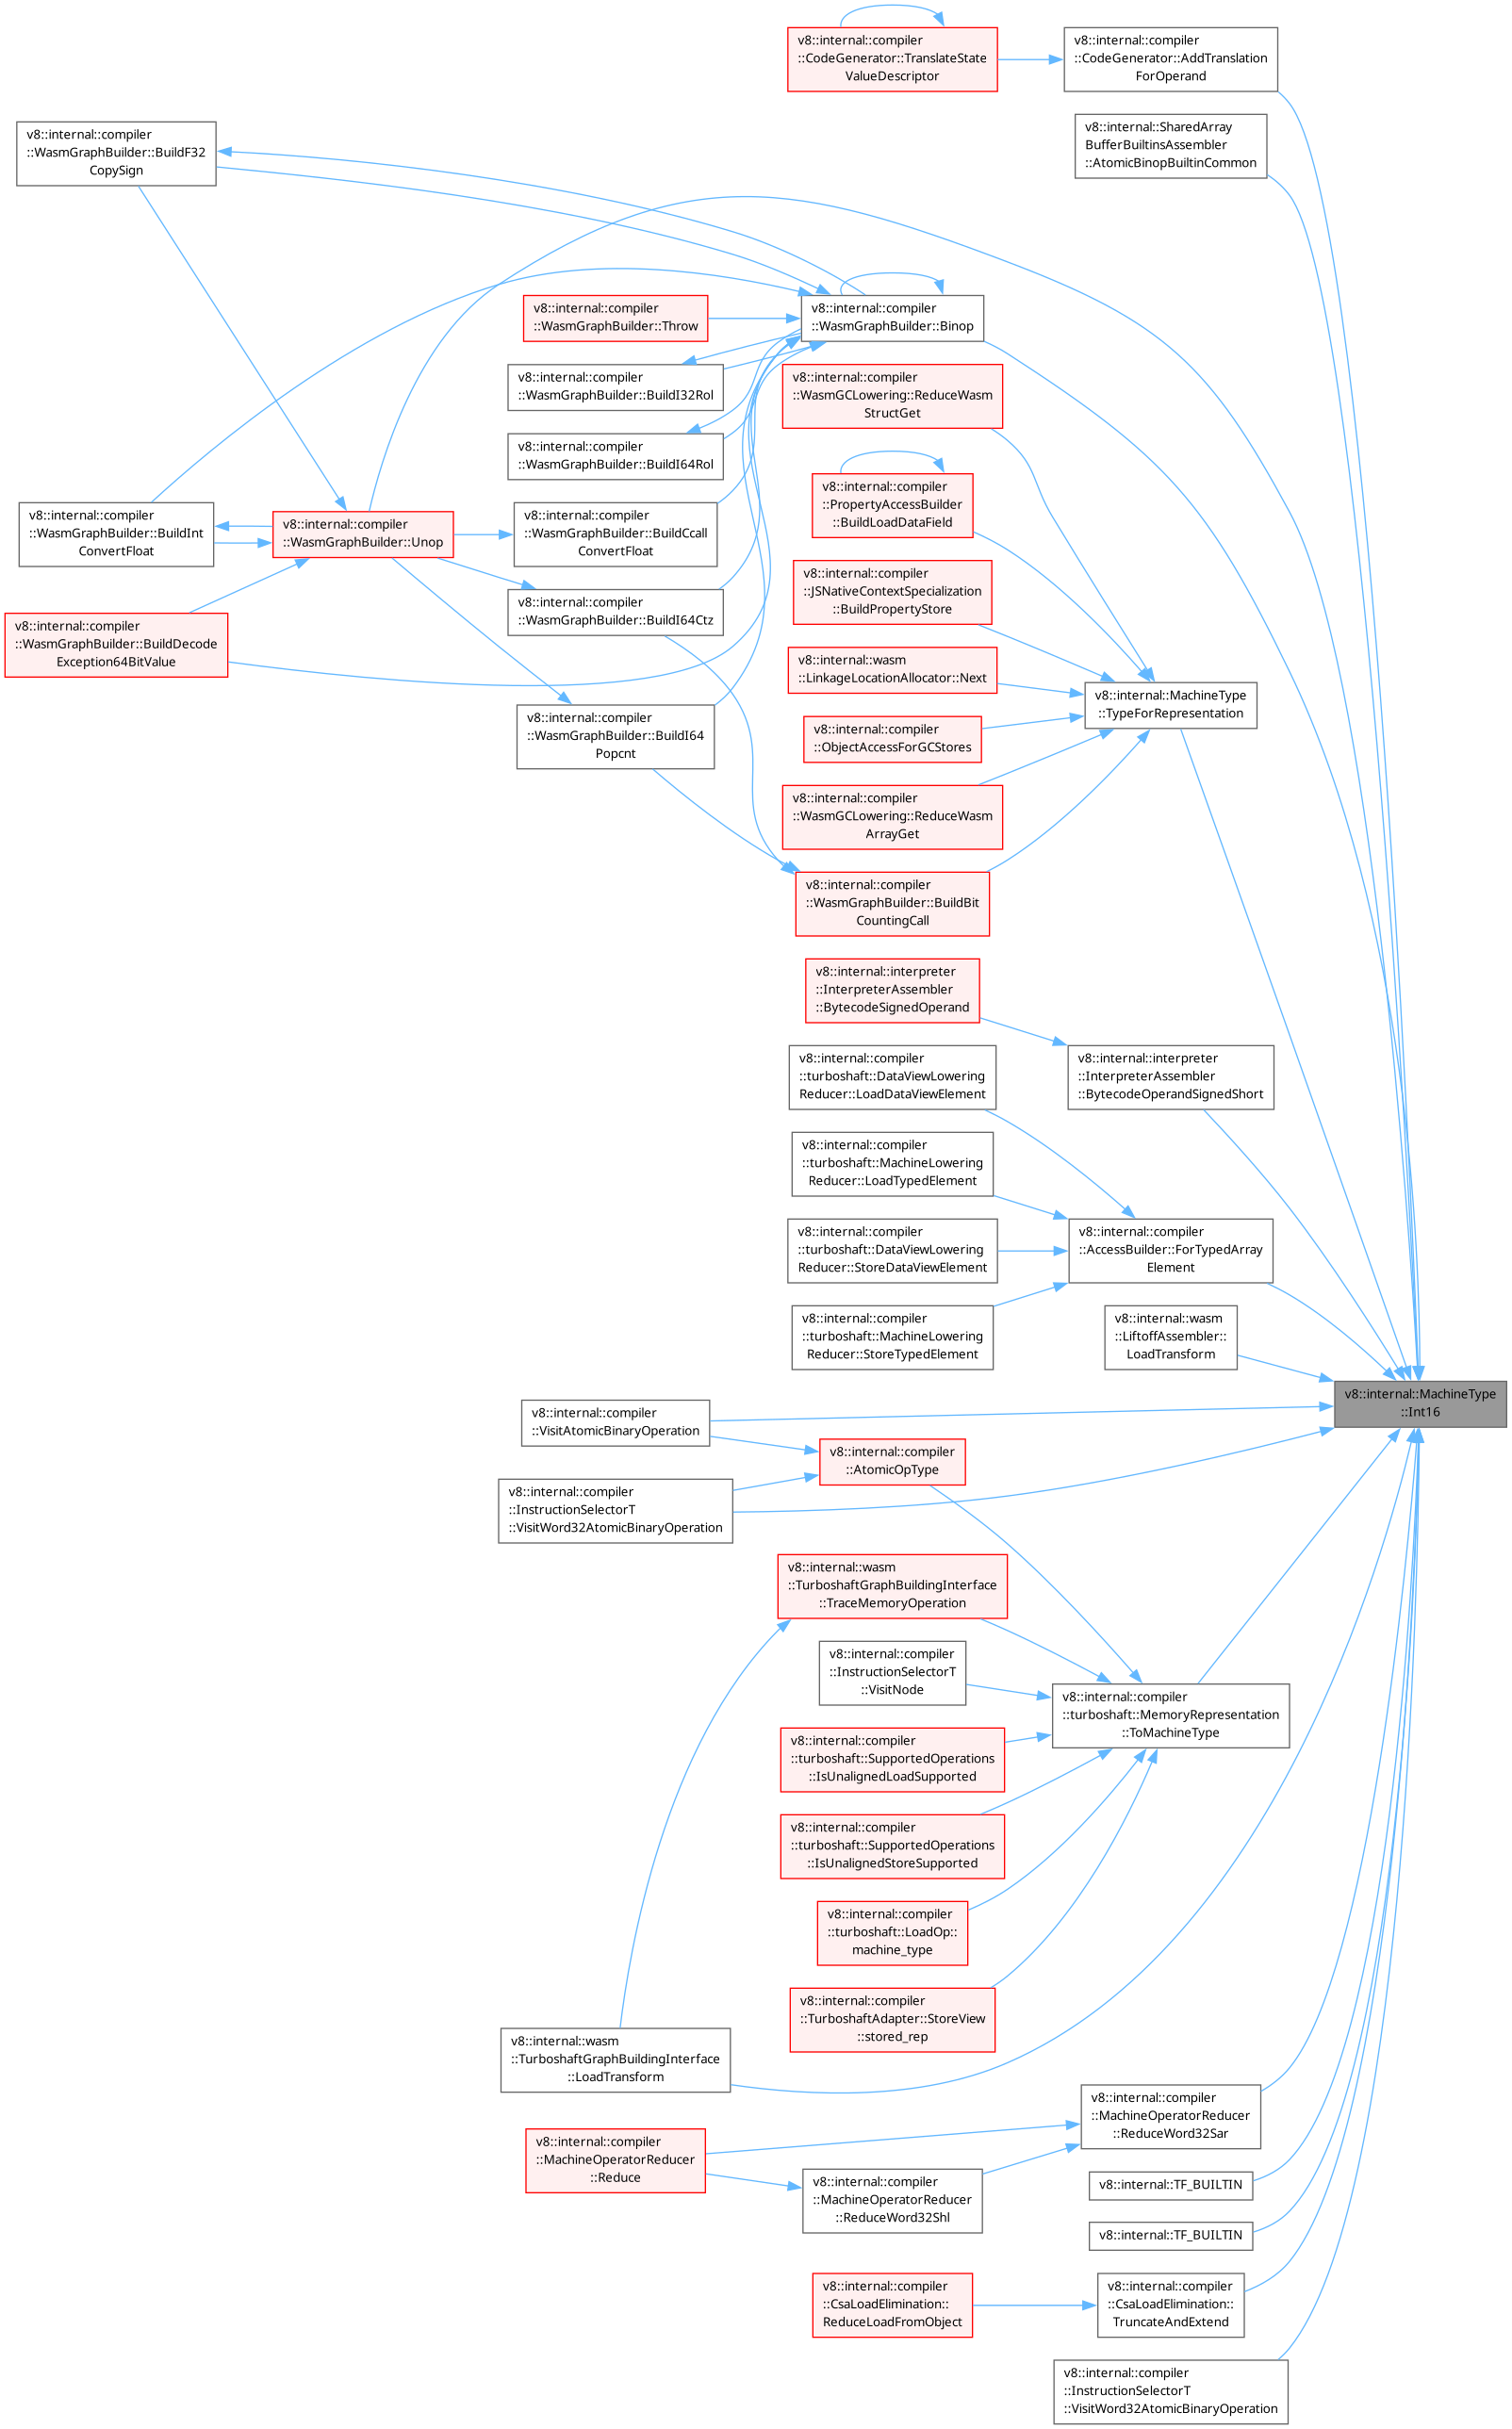 v8::internal::compiler
::CodeGenerator::TranslateState
ValueDescriptor
v8::internal::compiler
::CodeGenerator::AddTranslation
ForOperand
v8::internal::SharedArray
BufferBuiltinsAssembler
::AtomicBinopBuiltinCommon
v8::internal::compiler
::WasmGraphBuilder::BuildF32
CopySign
v8::internal::compiler
::WasmGraphBuilder::Throw
v8::internal::compiler
::WasmGraphBuilder::Binop
v8::internal::compiler
::WasmGraphBuilder::BuildI32Rol
v8::internal::compiler
::WasmGCLowering::ReduceWasm
StructGet
v8::internal::compiler
::WasmGraphBuilder::BuildI64Rol
v8::internal::compiler
::PropertyAccessBuilder
::BuildLoadDataField
v8::internal::compiler
::WasmGraphBuilder::BuildInt
ConvertFloat
v8::internal::compiler
::WasmGraphBuilder::Unop
v8::internal::compiler
::WasmGraphBuilder::BuildCcall
ConvertFloat
v8::internal::compiler
::JSNativeContextSpecialization
::BuildPropertyStore
v8::internal::compiler
::WasmGraphBuilder::BuildI64Ctz
v8::internal::compiler
::WasmGraphBuilder::BuildDecode
Exception64BitValue
v8::internal::wasm
::LinkageLocationAllocator::Next
v8::internal::MachineType
::TypeForRepresentation
v8::internal::compiler
::WasmGraphBuilder::BuildI64
Popcnt
v8::internal::compiler
::ObjectAccessForGCStores
v8::internal::compiler
::WasmGCLowering::ReduceWasm
ArrayGet
v8::internal::compiler
::WasmGraphBuilder::BuildBit
CountingCall
v8::internal::interpreter
::InterpreterAssembler
::BytecodeSignedOperand
v8::internal::compiler
::turboshaft::DataViewLowering
Reducer::LoadDataViewElement
v8::internal::interpreter
::InterpreterAssembler
::BytecodeOperandSignedShort
v8::internal::compiler
::turboshaft::MachineLowering
Reducer::LoadTypedElement
v8::internal::compiler
::turboshaft::DataViewLowering
Reducer::StoreDataViewElement
v8::internal::compiler
::AccessBuilder::ForTypedArray
Element
v8::internal::compiler
::turboshaft::MachineLowering
Reducer::StoreTypedElement
v8::internal::wasm
::LiftoffAssembler::
LoadTransform
v8::internal::MachineType
::Int16
v8::internal::compiler
::VisitAtomicBinaryOperation
v8::internal::compiler
::AtomicOpType
v8::internal::compiler
::InstructionSelectorT
::VisitWord32AtomicBinaryOperation
v8::internal::wasm
::TurboshaftGraphBuildingInterface
::TraceMemoryOperation
v8::internal::compiler
::InstructionSelectorT
::VisitNode
v8::internal::compiler
::turboshaft::MemoryRepresentation
::ToMachineType
v8::internal::compiler
::turboshaft::SupportedOperations
::IsUnalignedLoadSupported
v8::internal::compiler
::turboshaft::SupportedOperations
::IsUnalignedStoreSupported
v8::internal::compiler
::turboshaft::LoadOp::
machine_type
v8::internal::compiler
::TurboshaftAdapter::StoreView
::stored_rep
v8::internal::wasm
::TurboshaftGraphBuildingInterface
::LoadTransform
v8::internal::compiler
::MachineOperatorReducer
::ReduceWord32Sar
v8::internal::compiler
::MachineOperatorReducer
::Reduce
v8::internal::compiler
::MachineOperatorReducer
::ReduceWord32Shl
v8::internal::TF_BUILTIN
v8::internal::TF_BUILTIN
v8::internal::compiler
::CsaLoadElimination::
ReduceLoadFromObject
v8::internal::compiler
::CsaLoadElimination::
TruncateAndExtend
v8::internal::compiler
::InstructionSelectorT
::VisitWord32AtomicBinaryOperation